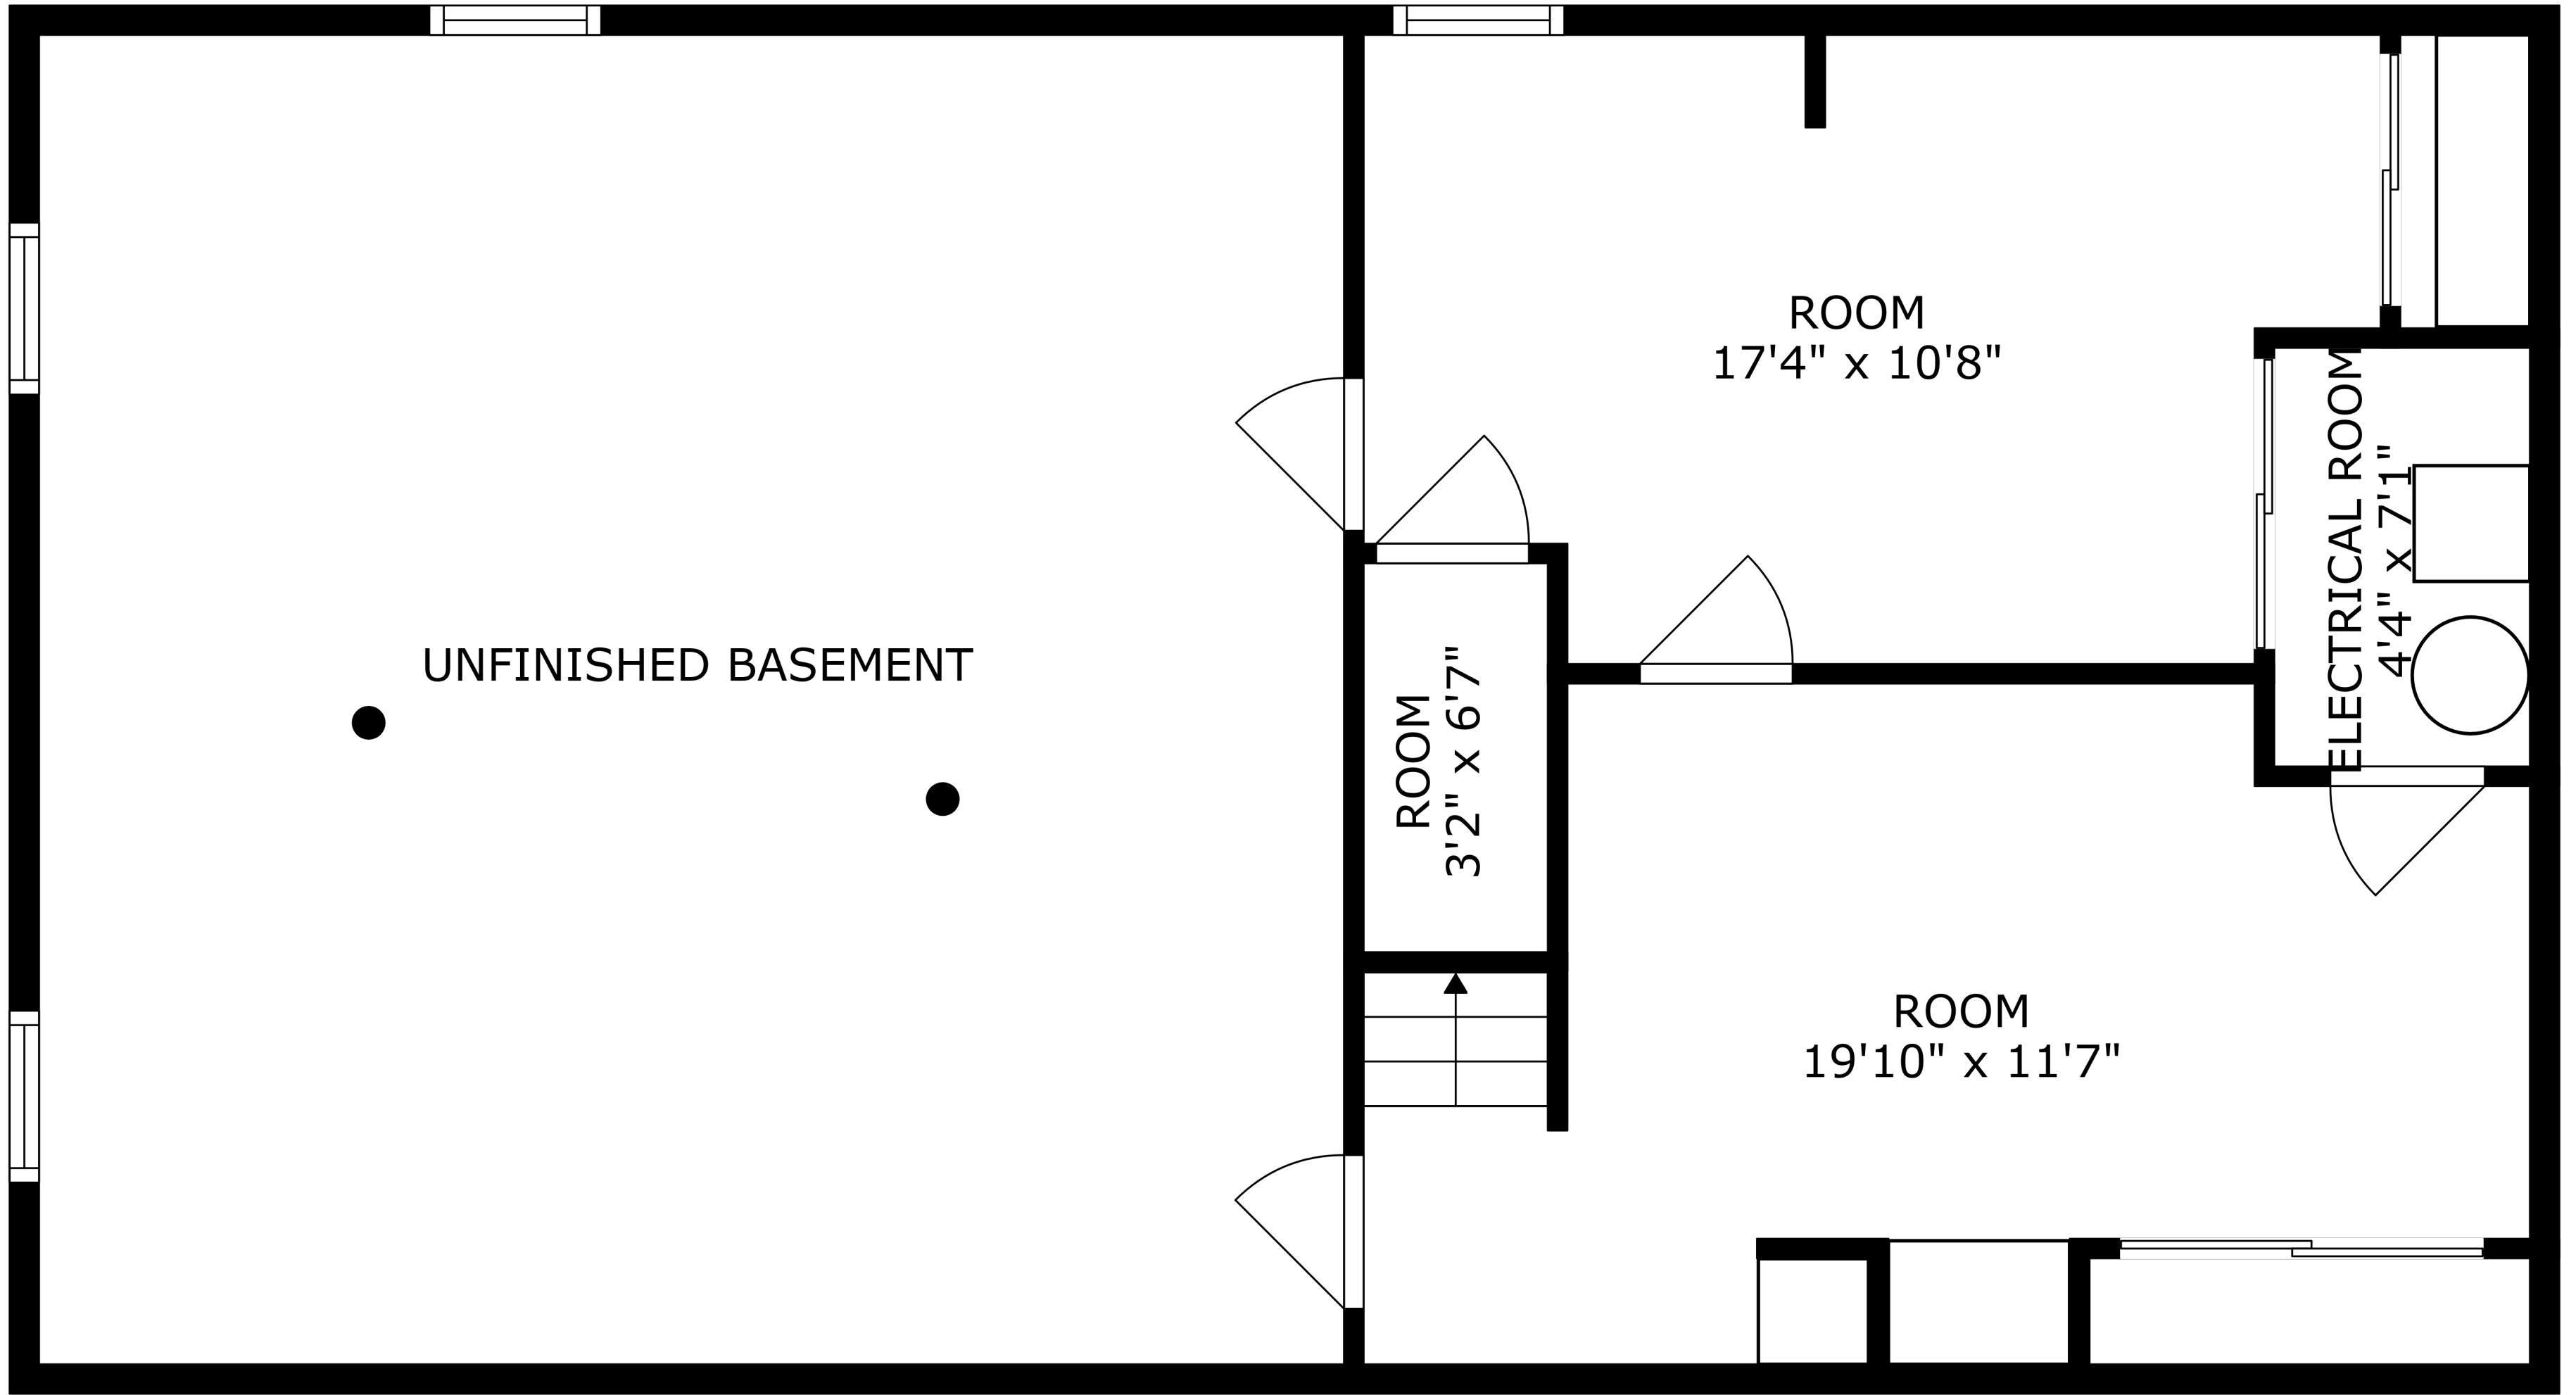 UNFINISHED BASEMENT
ROOM
17'4" x 10'8"
ELECTRICAL ROOM
4'4" x 7'1"
ROOM
3'2" x 6'7"
ROOM
19'10" x 11'7"